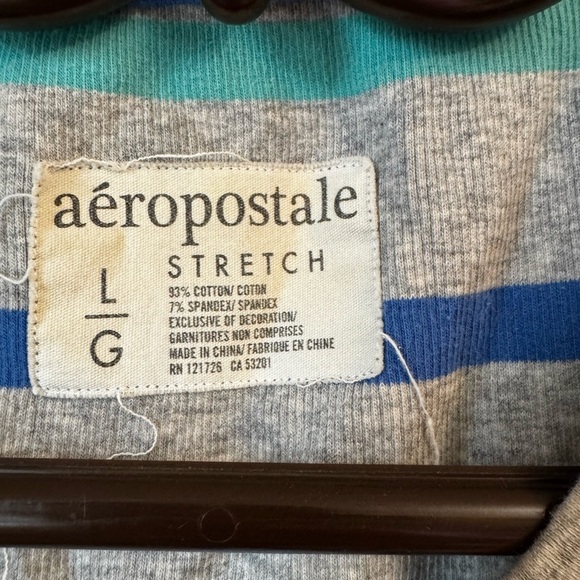 aéropostale
STRETCH
L
G
93% COTTON/ COTON
7% SPANDEX/ SPANDEX
EXCLUSIVE OF DECORATION/
GARNITURES NON COMPRISES
MADE IN CHINA/ FABRIQUE EN CHINE
RN 121726 CA 53201